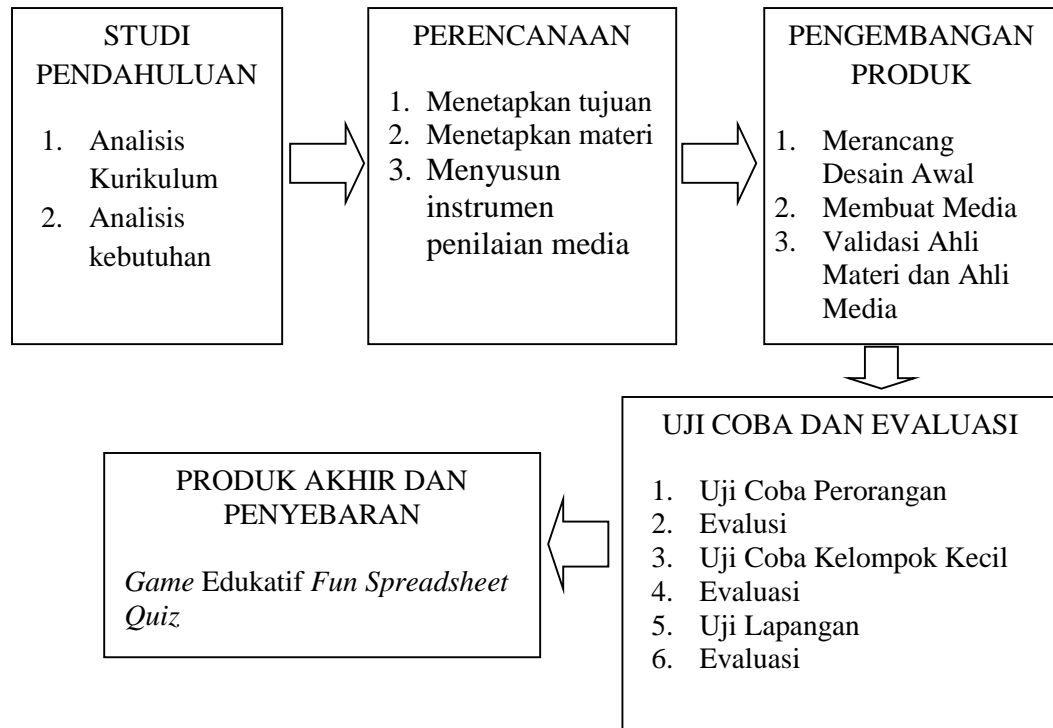 STUDI
PENDAHULUAN
1. Analisis
Kurikulum
2. Analisis
kebutuhan
PERENCANAAN
1. Menetapkan tujuan
2. Menetapkan materi
3. Menyusun
instrumen
penilaian media
PENGEMBANGAN
PRODUK
1. Merancang
Desain Awal
2. Membuat Media
3. Validasi Ahli
Materi dan Ahli
Media
UJI COBA DAN EVALUASI
1. Uji Coba Perorangan
2. Evalusi
3. Uji Coba Kelompok Kecil
4. Evaluasi
5. Uji Lapangan
6. Evaluasi
PRODUK AKHIR DAN
PENYEBARAN
Game Edukatif Fun Spreadsheet
Quiz